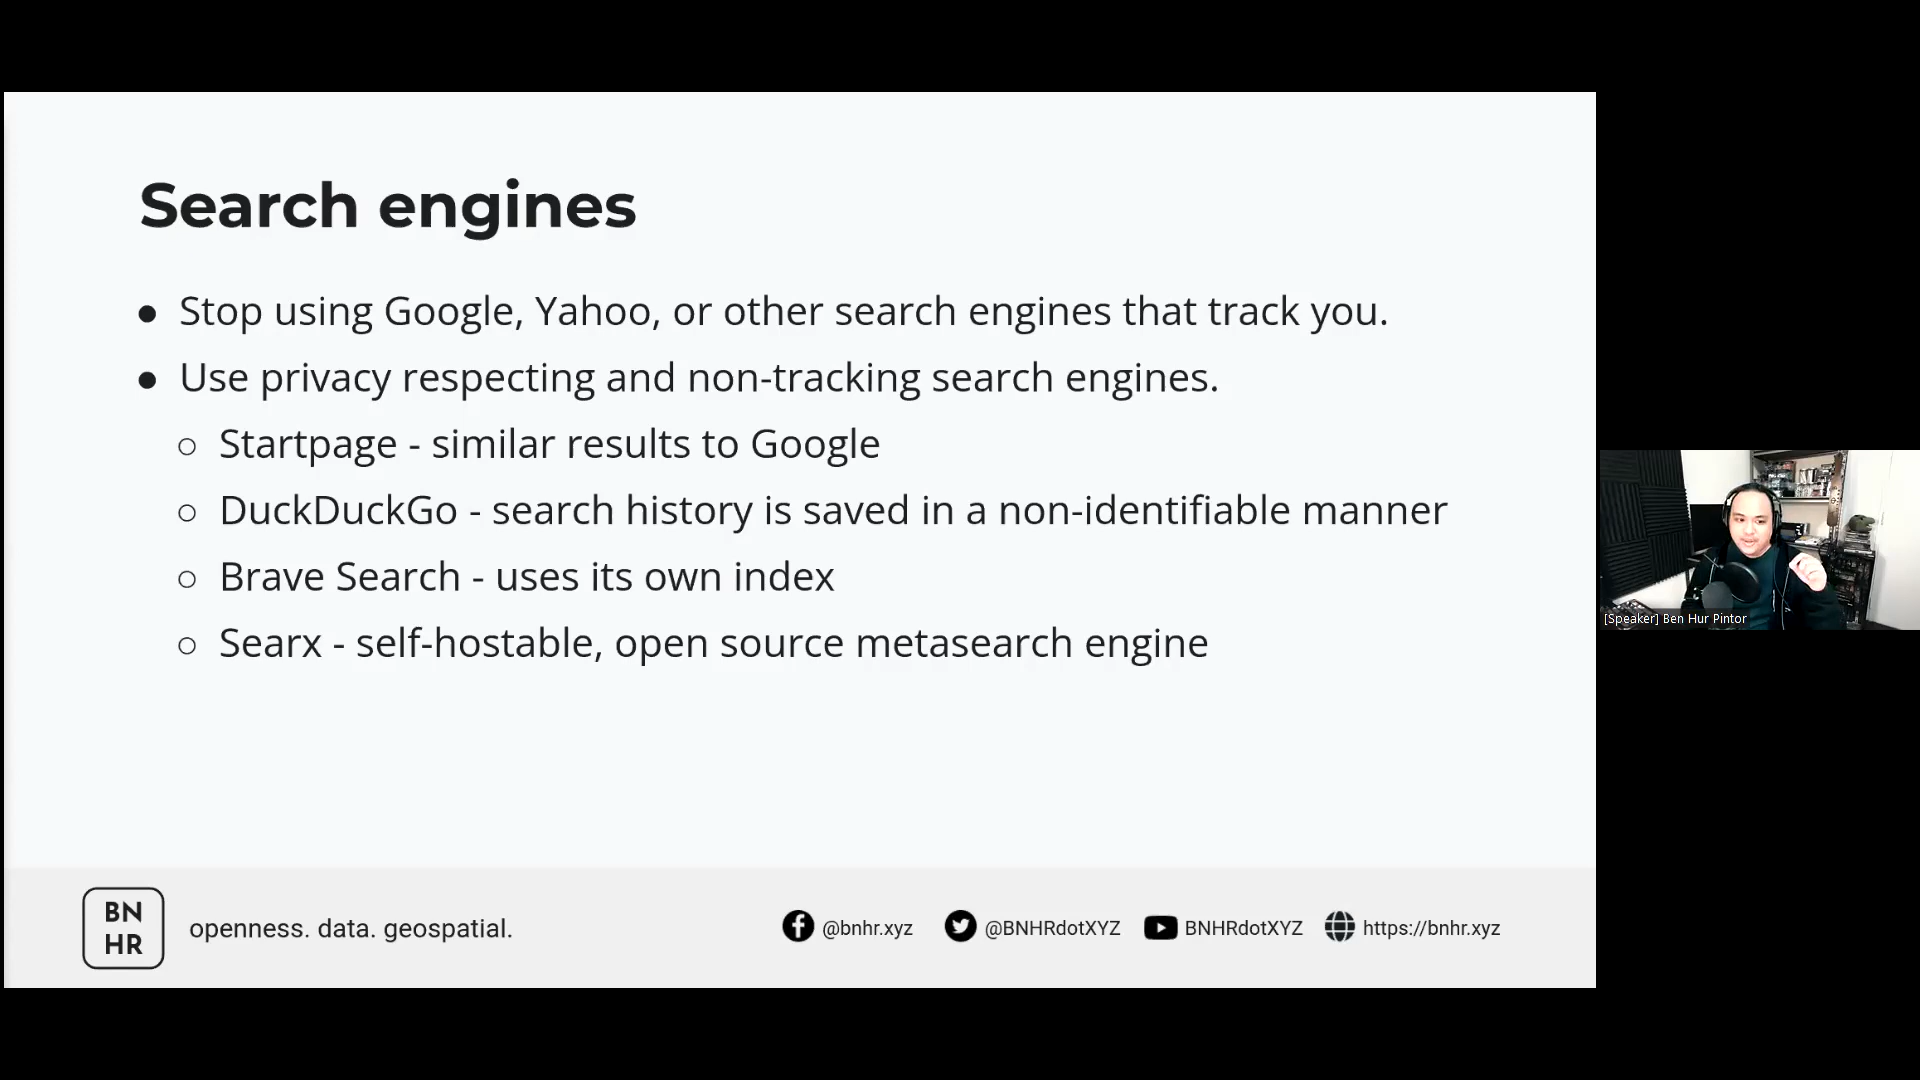 Search engines
● Stop using Google, Yahoo, or other search engines that track you.
● Use privacy respecting and non-tracking search engines.
○ Startpage - similar results to Google
○ DuckDuckGo - search history is saved in a non-identifiable manner
○ Brave Search - uses its own index
○ Searx - self-hostable, open source metasearch engine
[Speaker] Ben Hur Pintor
BN
HR
openness. data. geospatial.
@bnhr.xyz
@BNHRdotXYZ
BNHRdotXYZ
https://bnhr.xyz